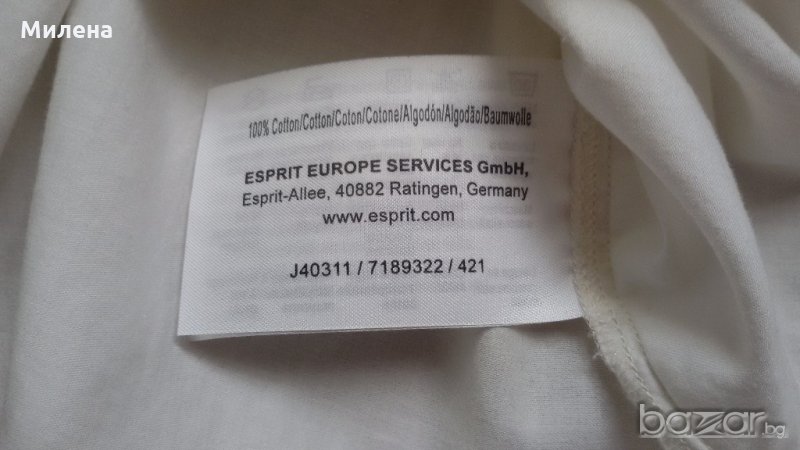 Милена
100% Cotton/Cotton/Coton/Cotone/Algodón/Algodão/Baumwolle
ESPRIT EUROPE SERVICES GmbH,
Esprit-Allee, 40882 Ratingen, Germany
www.esprit.com
J40311 / 7189322 / 421
bazar.bg